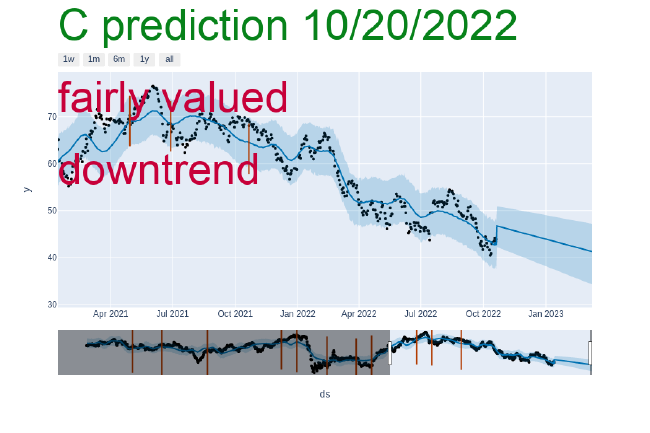 C prediction 10/20/2022
1w 1m 6m 1y all
fairly valued
downtrend
70
60
50
40
30
y
Apr 2021 Jul 2021 Oct 2021 Jan 2022 Apr 2022 Jul 2022 Oct 2022 Jan 2023
ds